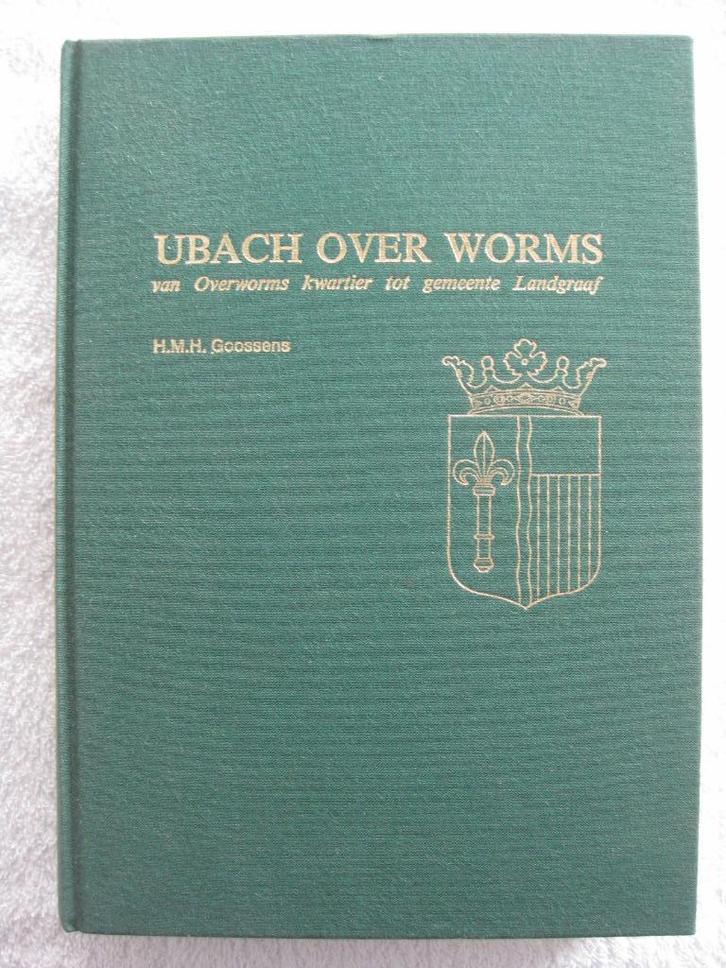 UBACH OVER WORMS
van Overworms kwartier tot gemeente Landgraaf
H.M.H. Goossens